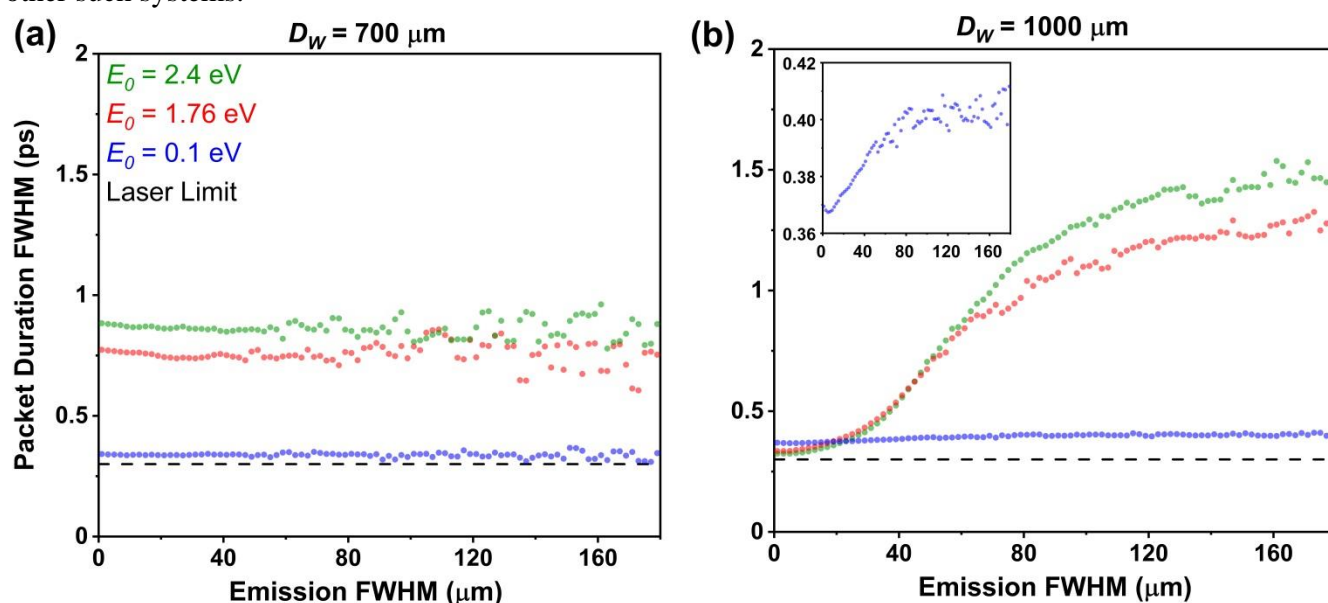 other such systems.
(a)
D_W = 700 μm
2
1.5
1
0.5
0
Packet Duration FWHM (ps)
E_0 = 2.4 eV
E_0 = 1.76 eV
E_0 = 0.1 eV
Laser Limit
0 40 80 120 160
Emission FWHM (μm)
(b)
D_W = 1000 μm
2
1.5
1
0.5
0
0.42
0.40
0.38
0.36
0 40 80 120 160
0 40 80 120 160
Emission FWHM (μm)